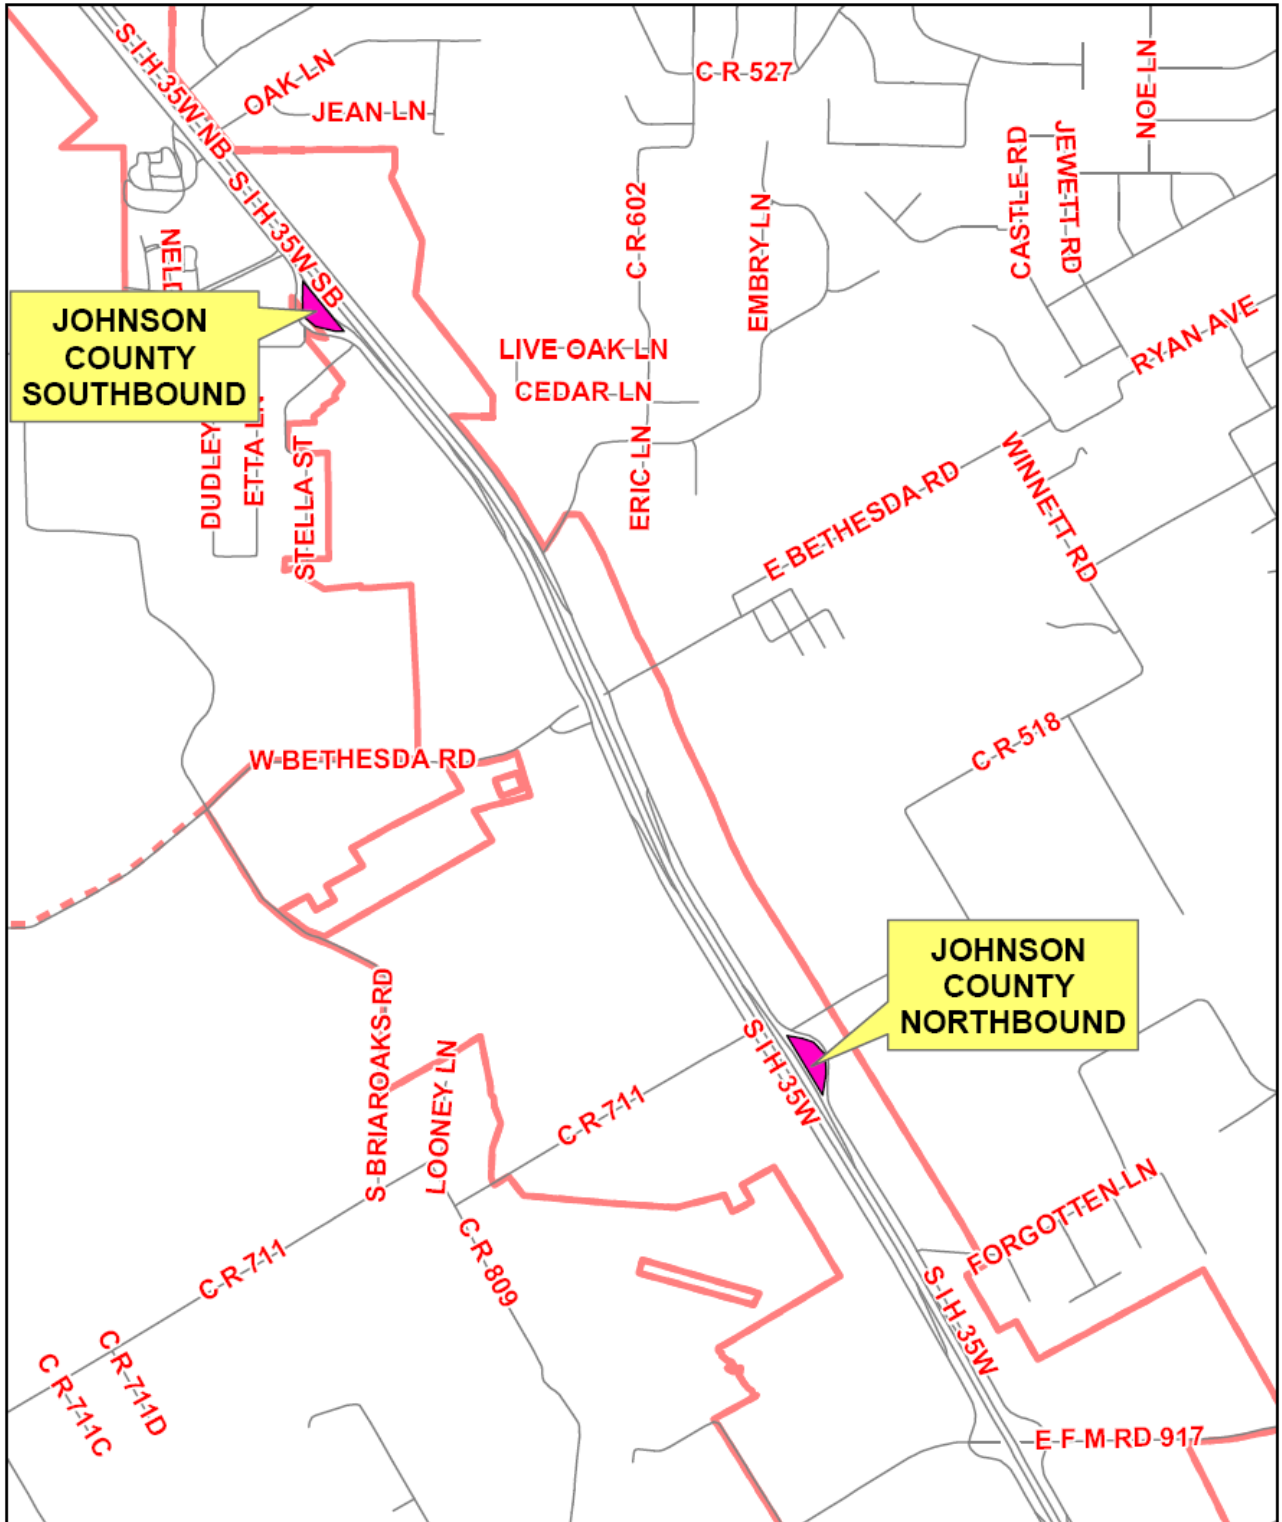 S I H 35W NB
OAK LN
JEAN LN
C R 527
NOE LN
CASTLE RD
JEWETT RD
S I H 35W SB
C R 602
EMBRY LN
JOHNSON
COUNTY
SOUTHBOUND
LIVE OAK LN
CEDAR LN
RYAN AVE
DUDLEY
ETTA LN
STELLA ST
ERIC LN
E BETHESDA RD
WINNETT RD
W BETHESDA RD
C R 518
JOHNSON
COUNTY
NORTHBOUND
S BRIAROAKS RD
LOONEY LN
C R 711
S I H 35W
C R 711
C R 809
FORGOTTEN LN
S I H 35W
C R 711C
C R 711D
E F M RD 917